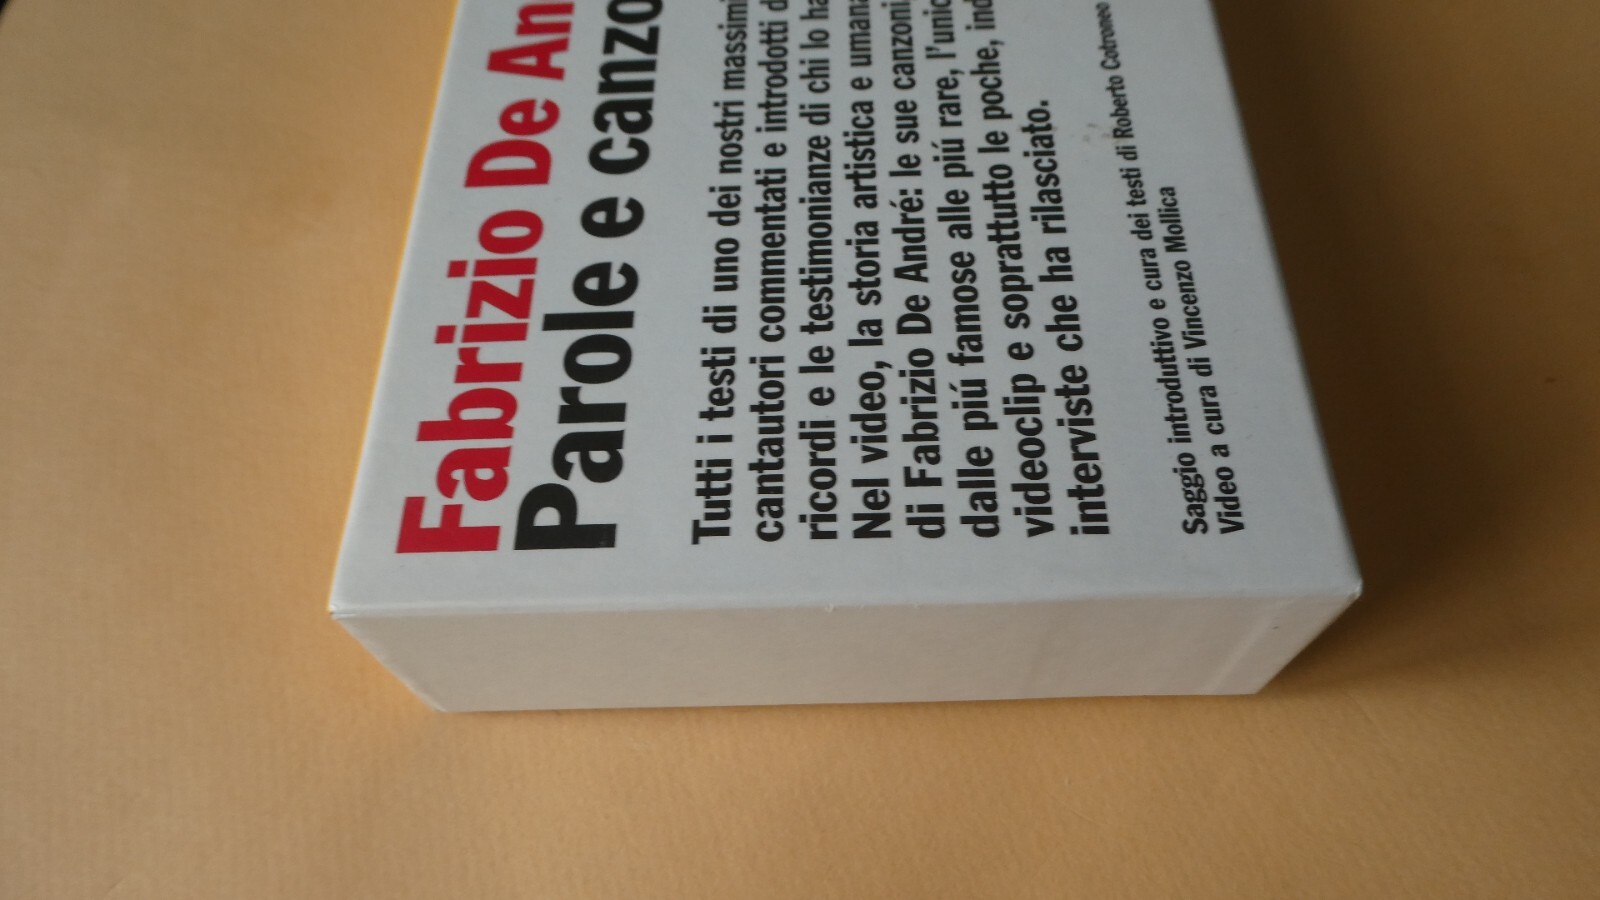 Fabrizio De An
Parole e canzo
Tutti i testi di uno dei nostri massimi
cantautori commentati e introdotti d
ricordi e le testimonianze di chi lo ha
Nel video, la storia artistica e umana
di Fabrizio De André: le sue canzoni,
dalle piú famose alle piú rare, l'unic
videoclip e soprattutto le poche, ind
interviste che ha rilasciato.
Saggio introduttivo e cura dei testi di Roberto Cotroneo
Video a cura di Vincenzo Mollica